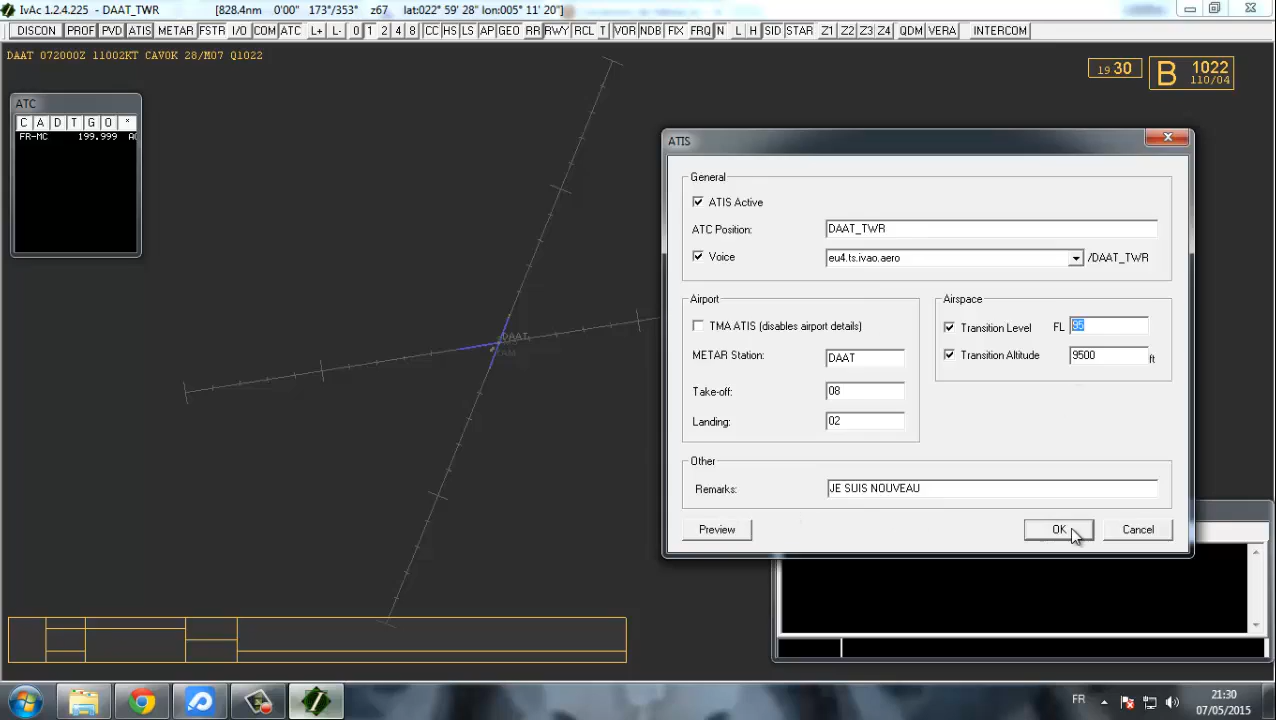 IvAc 1.2.4.225 - DAAT_TWR [828.4nm 0'00" 173°/353° z67 lat:022° 59' 28" lon:005° 11' 20"]
DISCON PROF PVD ATIS METAR FSTR I/O COM ATC L+ L- 0 1 2 4 8 CC HS LS AP GEO RR RWY RCL T VOR NDB FIX FRQ N L H SID STAR Z1 Z2 Z3 Z4 QDM VERA INTERCOM
DAAT 072000Z 11002KT CAVOK 28/M07 Q1022
19 30
B 1022
110/04
ATC
C A D T G O *
FR-MC 199.999
DAAT
ATIS
General
ATIS Active
ATC Position: DAAT_TWR
Voice eu4.ts.ivao.aero /DAAT_TWR
Airport
TMA ATIS (disables airport details)
METAR Station: DAAT
Take-off: 08
Landing: 02
Airspace
Transition Level FL 95
Transition Altitude 9500 ft
Other
Remarks: JE SUIS NOUVEAU
Preview OK Cancel
FR
21:30
07/05/2015